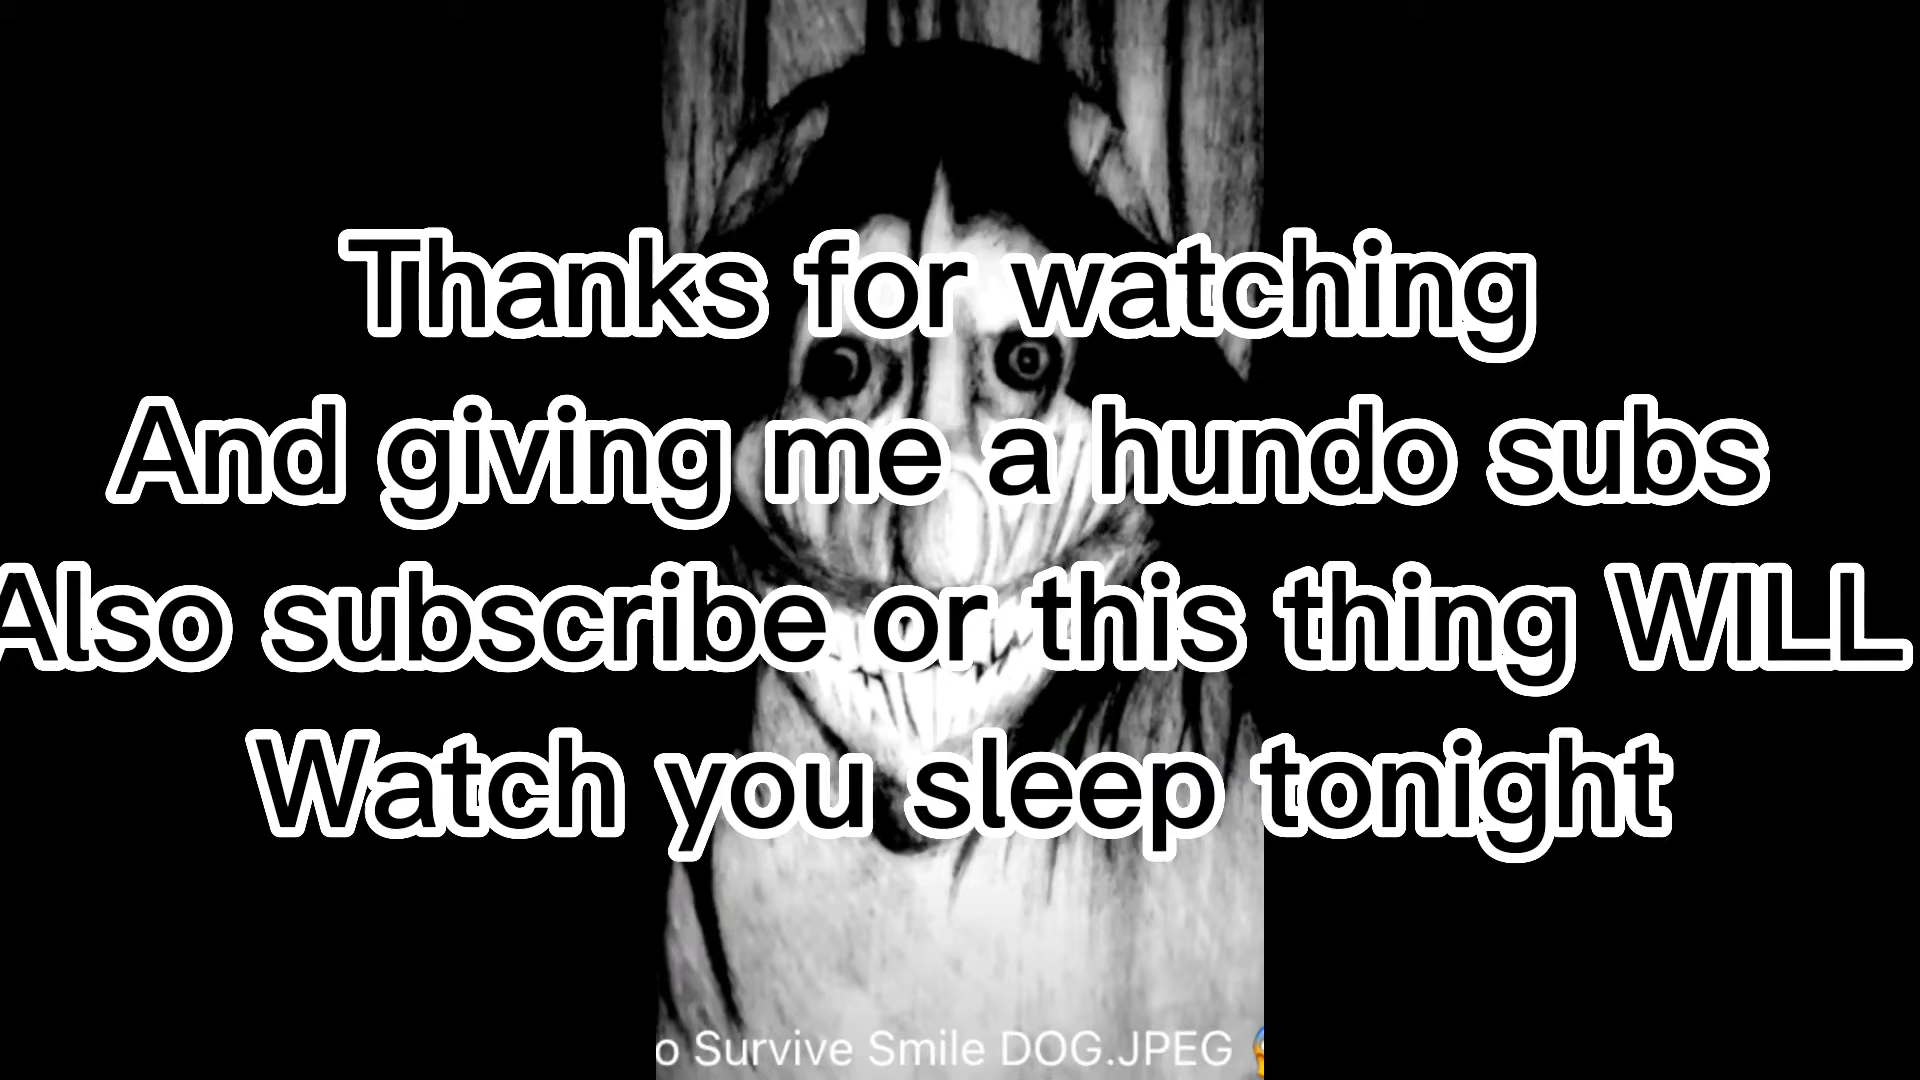 Thanks for watching
And giving me a hundo subs
Also subscribe or this thing WILL
Watch you sleep tonight
o Survive Smile DOG.JPEG